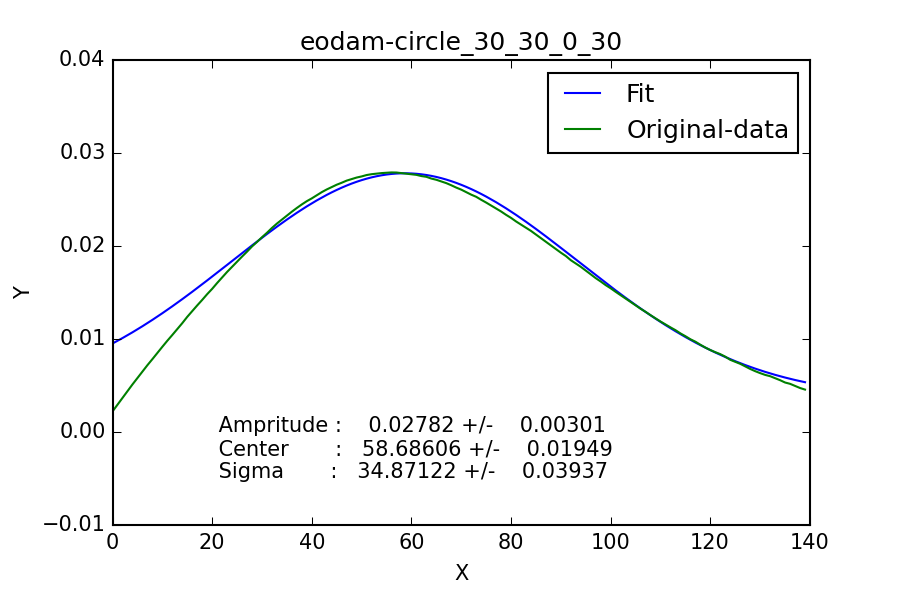 eodam-circle_30_30_0_30
Fit
Original-data
0.04
0.03
0.02
0.01
0.00
−0.01
Y
Ampritude : 0.02782 +/- 0.00301
Center : 58.68606 +/- 0.01949
Sigma : 34.87122 +/- 0.03937
0 20 40 60 80 100 120 140
X